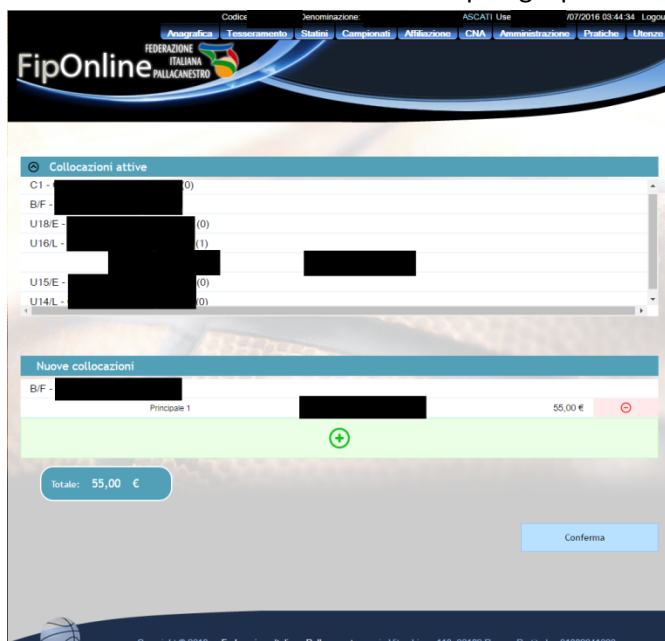 Codice Denominazione: ASCATI Use /07/2016 03:44:34 Logou
Anagrafica Tesseramento Statini Campionati Affiliazione CNA Amministrazione Pratiche Utenze
FipOnline
FEDERAZIONE
ITALIANA
PALLACANESTRO
Collocazioni attive
C1 - (0)
B/F -
U18/E - (0)
U16/L - (1)
U15/E - (0)
U14/L - (0)
Nuove collocazioni
B/F -
Principale 1 55,00 €
Totale: 55,00 €
Conferma